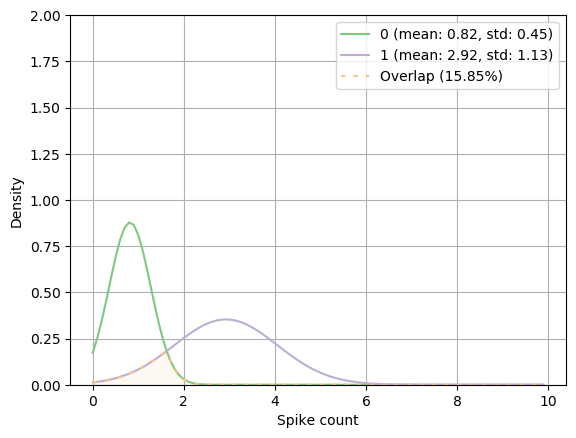 2.00
1.75
1.50
1.25
1.00
0.75
0.50
0.25
0.00
Density
0 (mean: 0.82, std: 0.45)
1 (mean: 2.92, std: 1.13)
Overlap (15.85%)
0 2 4 6 8 10
Spike count